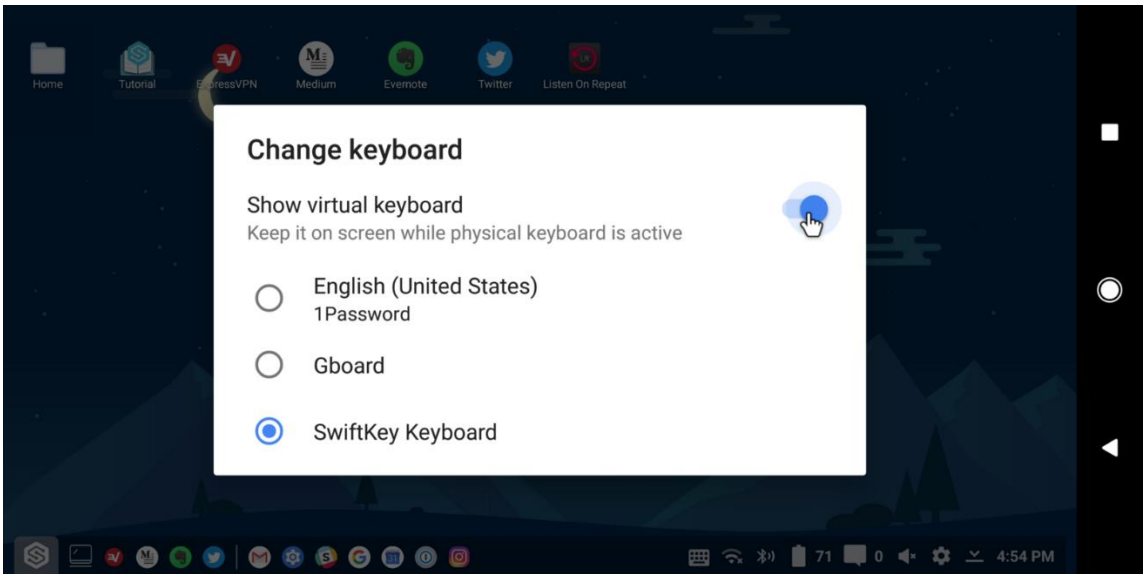 Home
Tutorial
ExpressVPN
Medium
Evernote
Twitter
Listen On Repeat
Change keyboard
Show virtual keyboard
Keep it on screen while physical keyboard is active
English (United States)
1Password
Gboard
SwiftKey Keyboard
71
0
4:54 PM